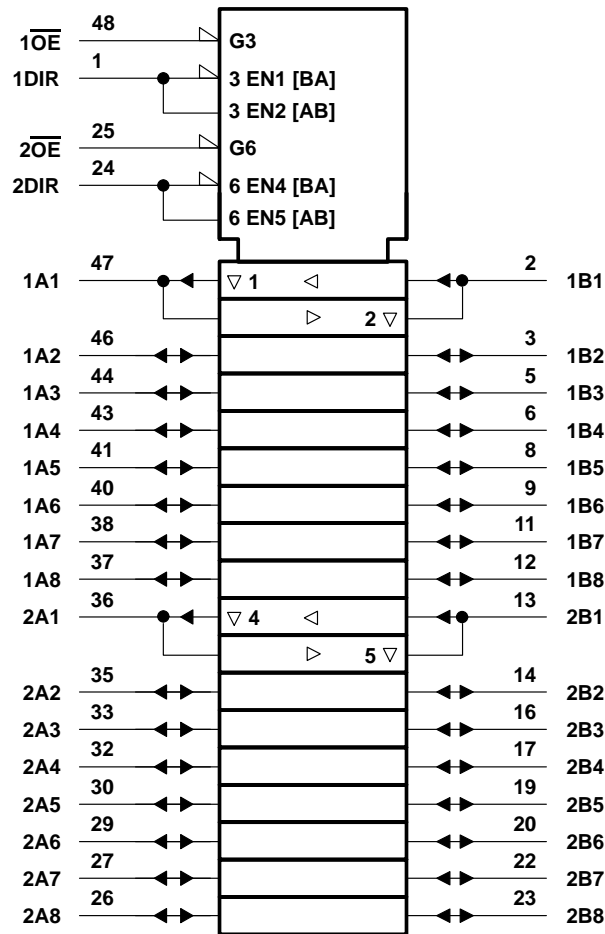 48
1OE G3
1
1DIR 3 EN1 [BA]
3 EN2 [AB]
25
2OE G6
24
2DIR 6 EN4 [BA]
6 EN5 [AB]
47 2
1A1 1 1B1
2
46 3
1A2 1B2
44 5
1A3 1B3
43 6
1A4 1B4
41 8
1A5 1B5
40 9
1A6 1B6
38 11
1A7 1B7
37 12
1A8 1B8
36 13
2A1 4 2B1
5
35 14
2A2 2B2
33 16
2A3 2B3
32 17
2A4 2B4
30 19
2A5 2B5
29 20
2A6 2B6
27 22
2A7 2B7
26 23
2A8 2B8